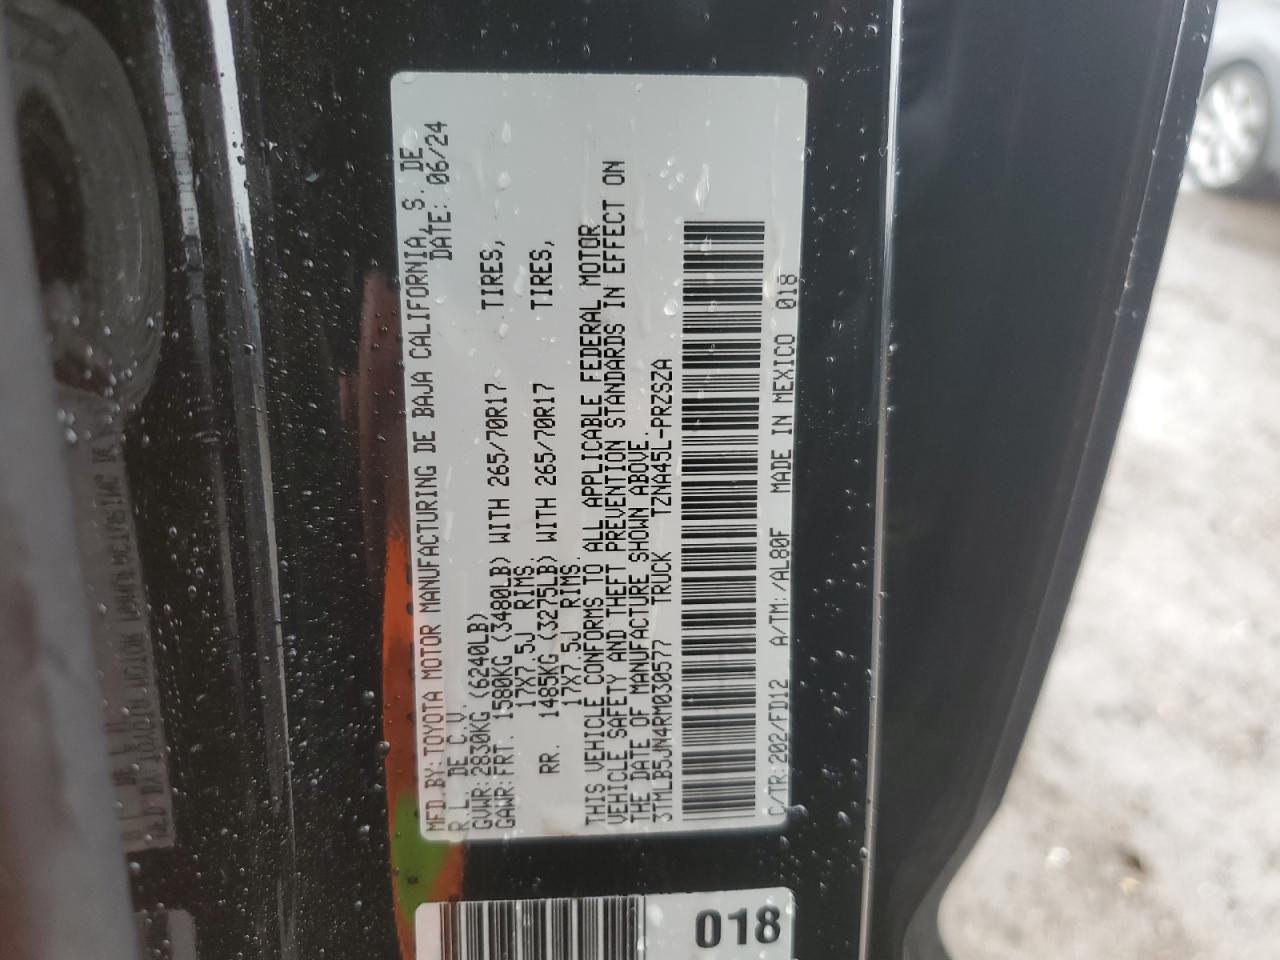 MFD.BY:TOYOTA MOTOR MANUFACTURING DE BAJA CALIFORNIA,S. DE
R.L. DE C.V. DATE: 06/24
GVWR:2830KG (6240LB)
GAWR:FRT. 1580KG (3480LB) WITH 265/70R17 TIRES,
17X7.5J RIMS.
RR. 1485KG (3275LB) WITH 265/70R17 TIRES,
17X7.5J RIMS.
THIS VEHICLE CONFORMS TO ALL APPLICABLE FEDERAL MOTOR
VEHICLE SAFETY AND THEFT PREVENTION STANDARDS IN EFFECT ON
THE DATE OF MANUFACTURE SHOWN ABOVE.
3TMLB5JN4RM030577 TRUCK TZNA45L-PRZSZA
C/TR:202/FD12 A/TM:/AL80F MADE IN MEXICO 018
018